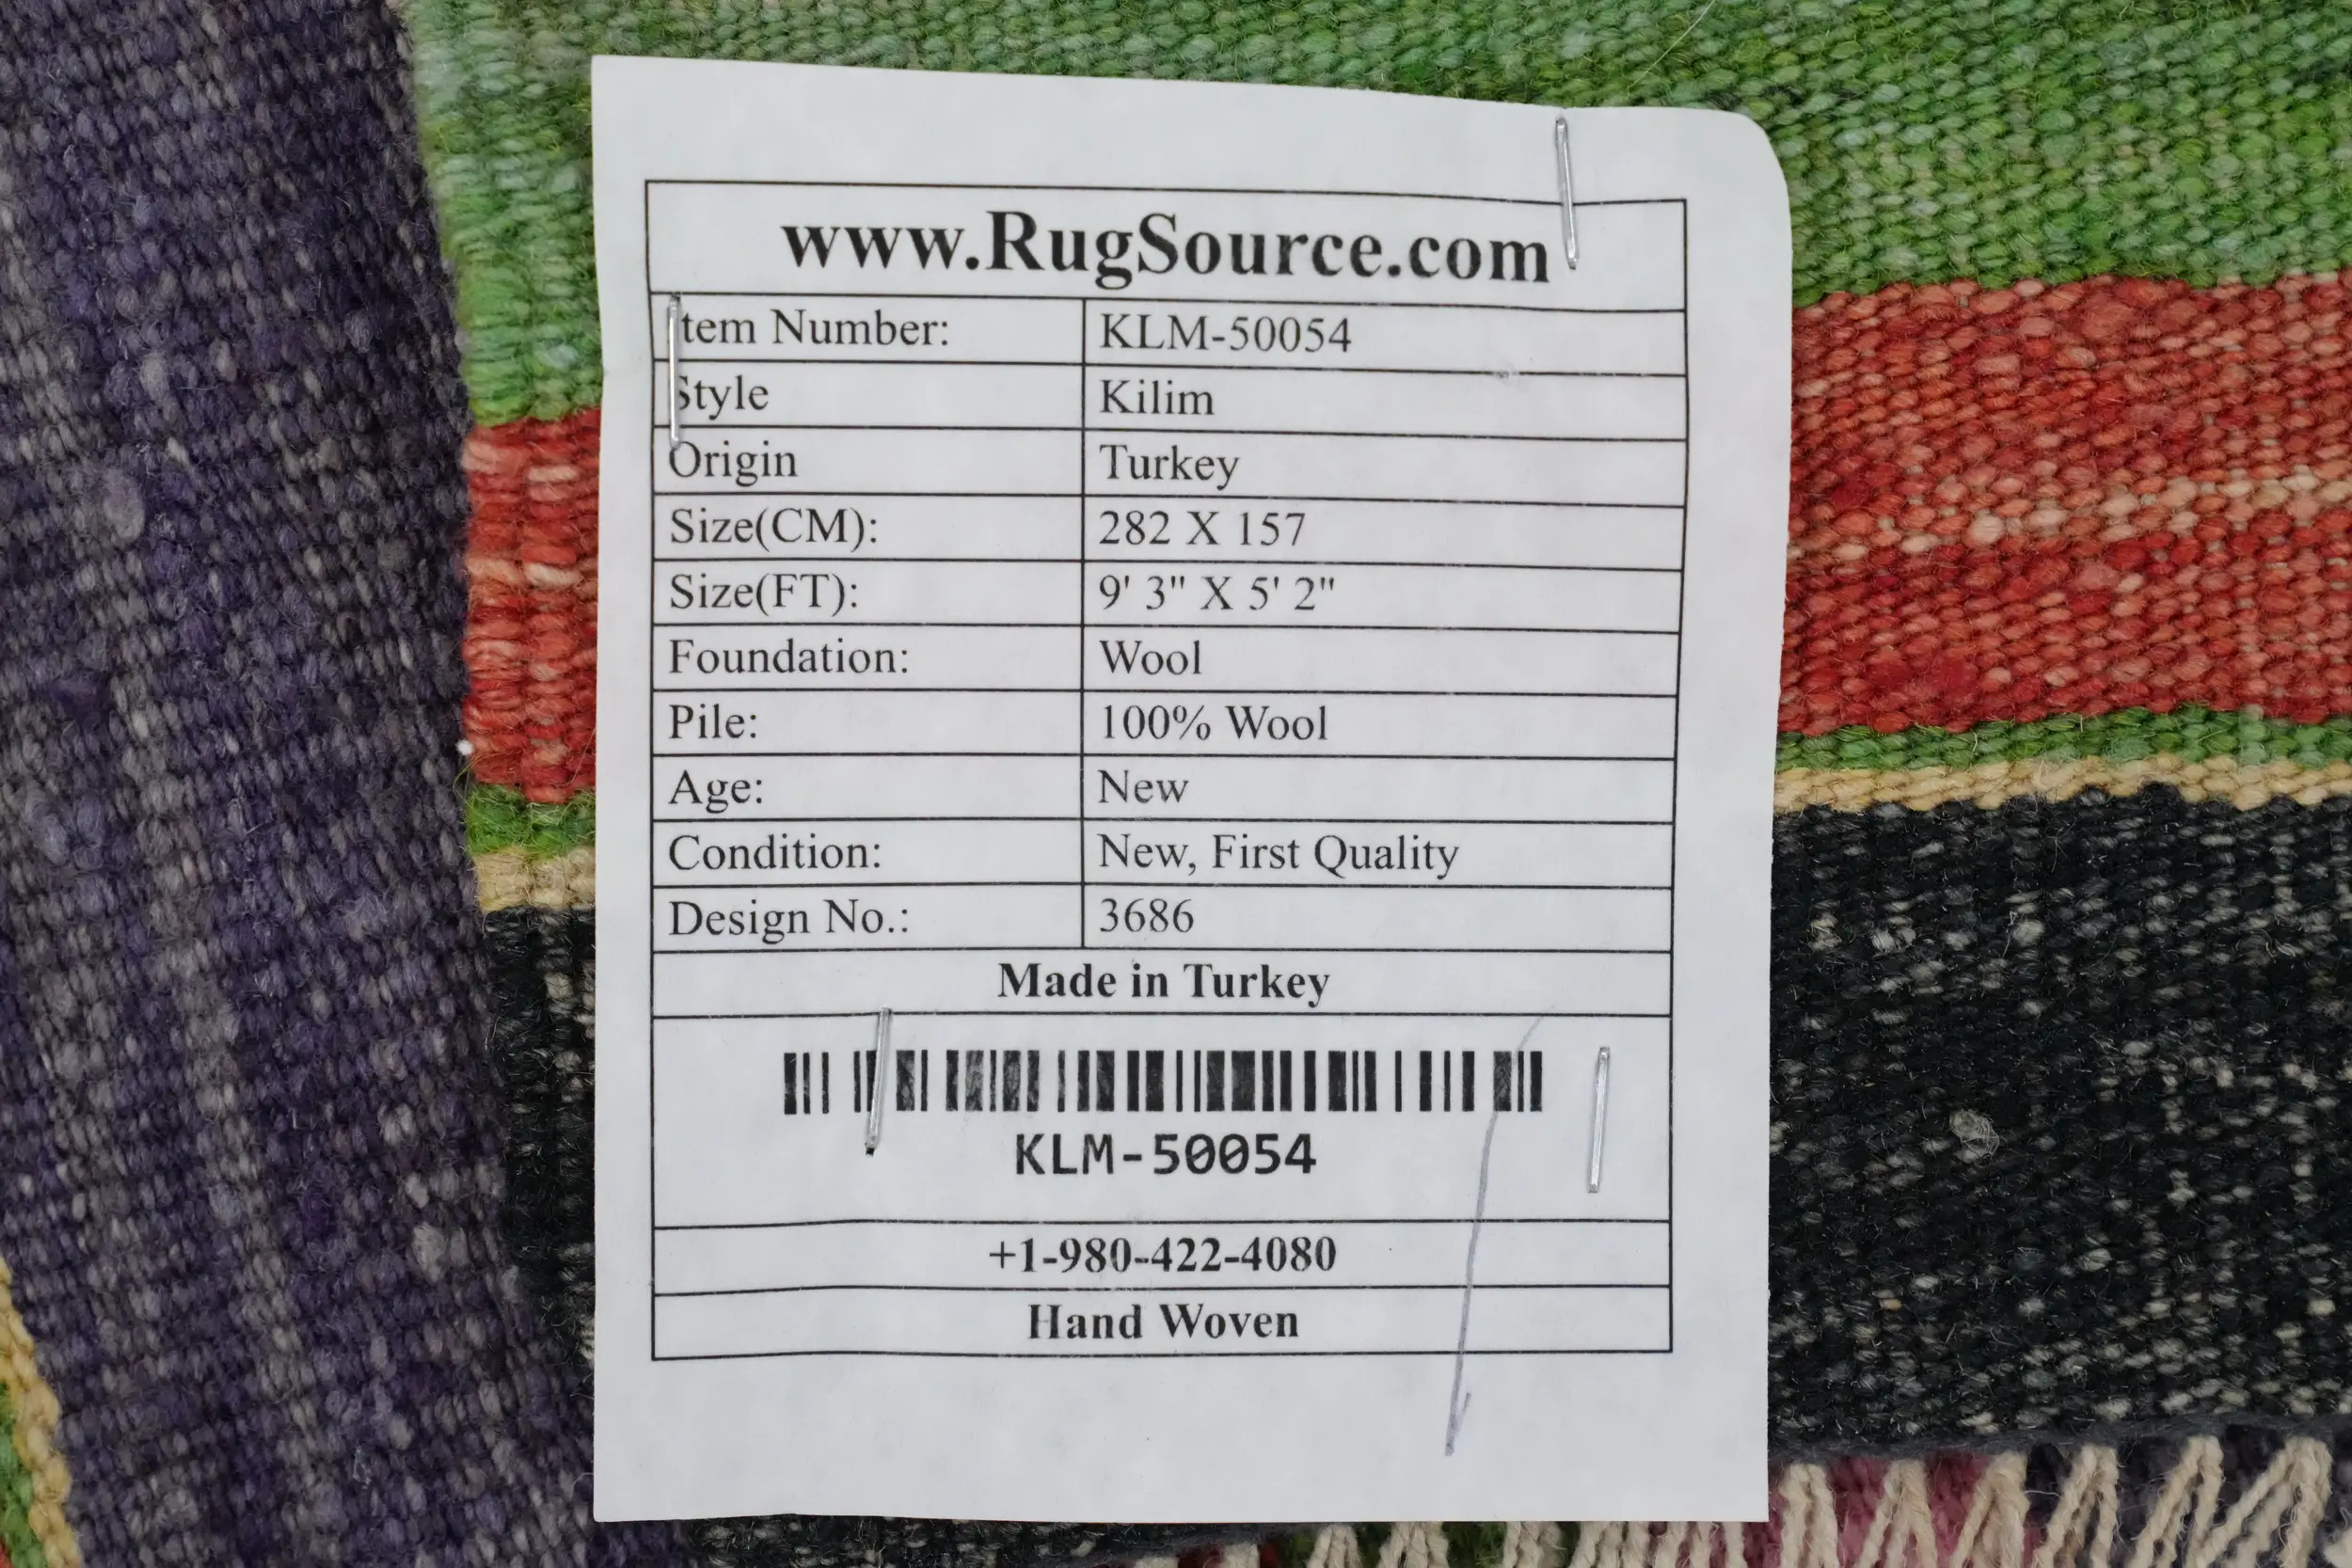 www.RugSource.com
Item Number: KLM-50054
Style Kilim
Origin Turkey
Size(CM): 282 X 157
Size(FT): 9' 3" X 5' 2"
Foundation: Wool
Pile: 100% Wool
Age: New
Condition: New, First Quality
Design No.: 3686
Made in Turkey
KLM-50054
+1-980-422-4080
Hand Woven